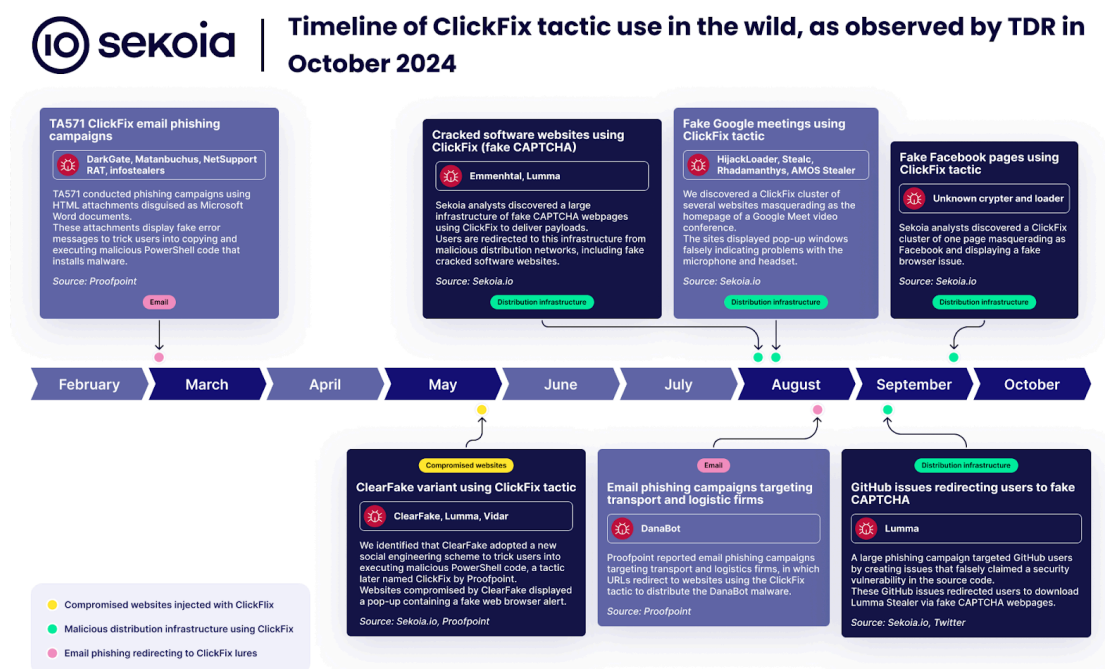 sekoia
Timeline of ClickFix tactic use in the wild, as observed by TDR in
October 2024
TA571 ClickFix email phishing
campaigns
DarkGate, Matanbuchus, NetSupport
RAT, infostealers
TA571 conducted phishing campaigns using
HTML attachments disguised as Microsoft
Word documents.
These attachments display fake error
messages to trick users into copying and
executing malicious PowerShell code that
installs malware.
Source: Proofpoint
Email
Cracked software websites using
ClickFix (fake CAPTCHA)
Emmenhtal, Lumma
Sekoia analysts discovered a large
infrastructure of fake CAPTCHA webpages
using ClickFix to deliver payloads.
Users are redirected to this infrastructure from
malicious distribution networks, including fake
cracked software websites.
Source: Sekoia.io
Distribution infrastructure
Fake Google meetings using
ClickFix tactic
HijackLoader, Stealc,
Rhadamanthys, AMOS Stealer
We discovered a ClickFix cluster of
several websites masquerading as the
homepage of a Google Meet video
conference.
The sites displayed pop-up windows
falsely indicating problems with the
microphone and headset.
Source: Sekoia.io
Distribution infrastructure
Fake Facebook pages using
ClickFix tactic
Unknown crypter and loader
Sekoia analysts discovered a ClickFix
cluster of one page masquerading as
Facebook and displaying a fake
browser issue.
Source: Sekoia.io
Distribution infrastructure
February
March
April
May
June
July
August
September
October
Compromised websites
ClearFake variant using ClickFix tactic
ClearFake, Lumma, Vidar
We identified that ClearFake adopted a new
social engineering scheme to trick users into
executing malicious PowerShell code, a tactic
later named ClickFix by Proofpoint.
Websites compromised by ClearFake displayed
a pop-up containing a fake web browser alert.
Source: Sekoia.io, Proofpoint
Email
Email phishing campaigns targeting
transport and logistic firms
DanaBot
Proofpoint reported email phishing campaigns
targeting transport and logistics firms, in which
URLs redirect to websites using the ClickFix
tactic to distribute the DanaBot malware.
Source: Proofpoint
Distribution infrastructure
GitHub issues redirecting users to fake
CAPTCHA
Lumma
A large phishing campaign targeted GitHub users
by creating issues that falsely claimed a security
vulnerability in the source code.
These GitHub issues redirected users to download
Lumma Stealer via fake CAPTCHA webpages.
Source: Sekoia.io, Twitter
Compromised websites injected with ClickFlix
Malicious distribution infrastructure using ClickFix
Email phishing redirecting to ClickFix lures